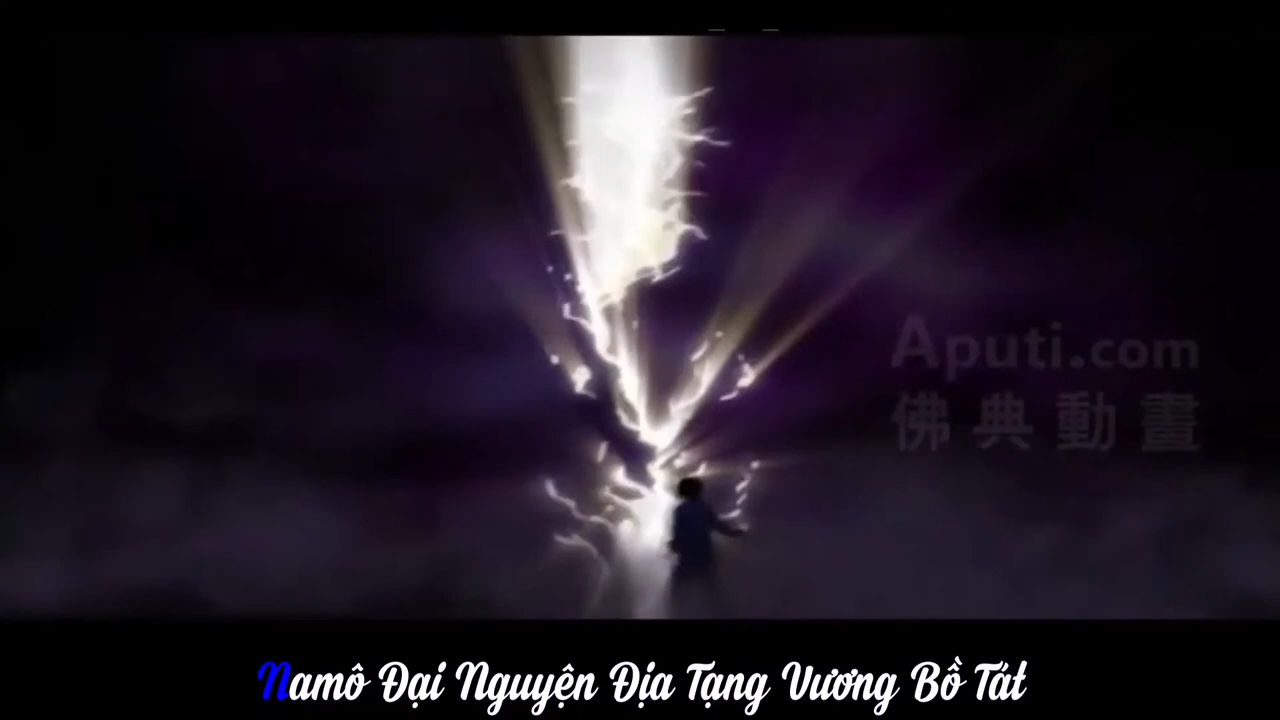 Aputi.com
佛典動畫
Namô Đại Nguyện Địa Tạng Vương Bồ Tát